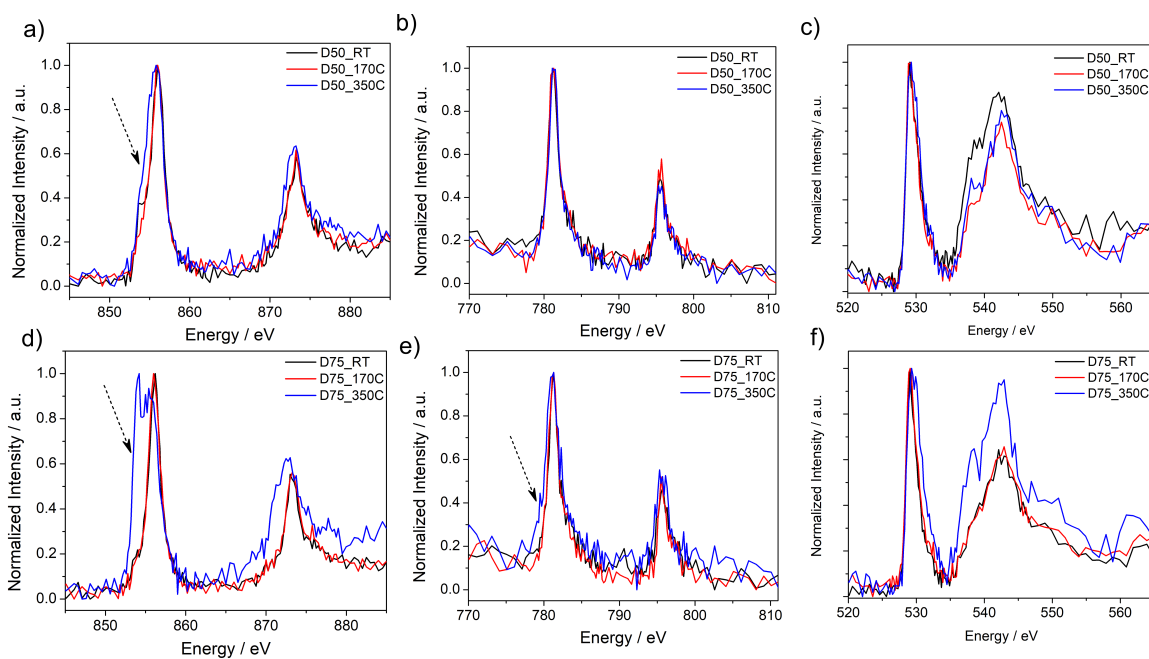 a)
D50_RT
D50_170C
D50_350C
Normalized Intensity / a.u.
1.0
0.8
0.6
0.4
0.2
0.0
850
860
870
880
Energy / eV
b)
D50_RT
D50_170C
D50_350C
Normalized Intensity / a.u.
1.0
0.8
0.6
0.4
0.2
0.0
770
780
790
800
810
Energy / eV
c)
D50_RT
D50_170C
D50_350C
Normalized Intensity / a.u.
520
530
540
550
560
Energy / eV
d)
D75_RT
D75_170C
D75_350C
Normalized Intensity / a.u.
1.0
0.8
0.6
0.4
0.2
0.0
850
860
870
880
Energy / eV
e)
D75_RT
D75_170C
D75_350C
Normalized Intensity / a.u.
1.0
0.8
0.6
0.4
0.2
0.0
770
780
790
800
810
Energy / eV
f)
D75_RT
D75_170C
D75_350C
Normalized Intensity / a.u.
520
530
540
550
560
Energy / eV